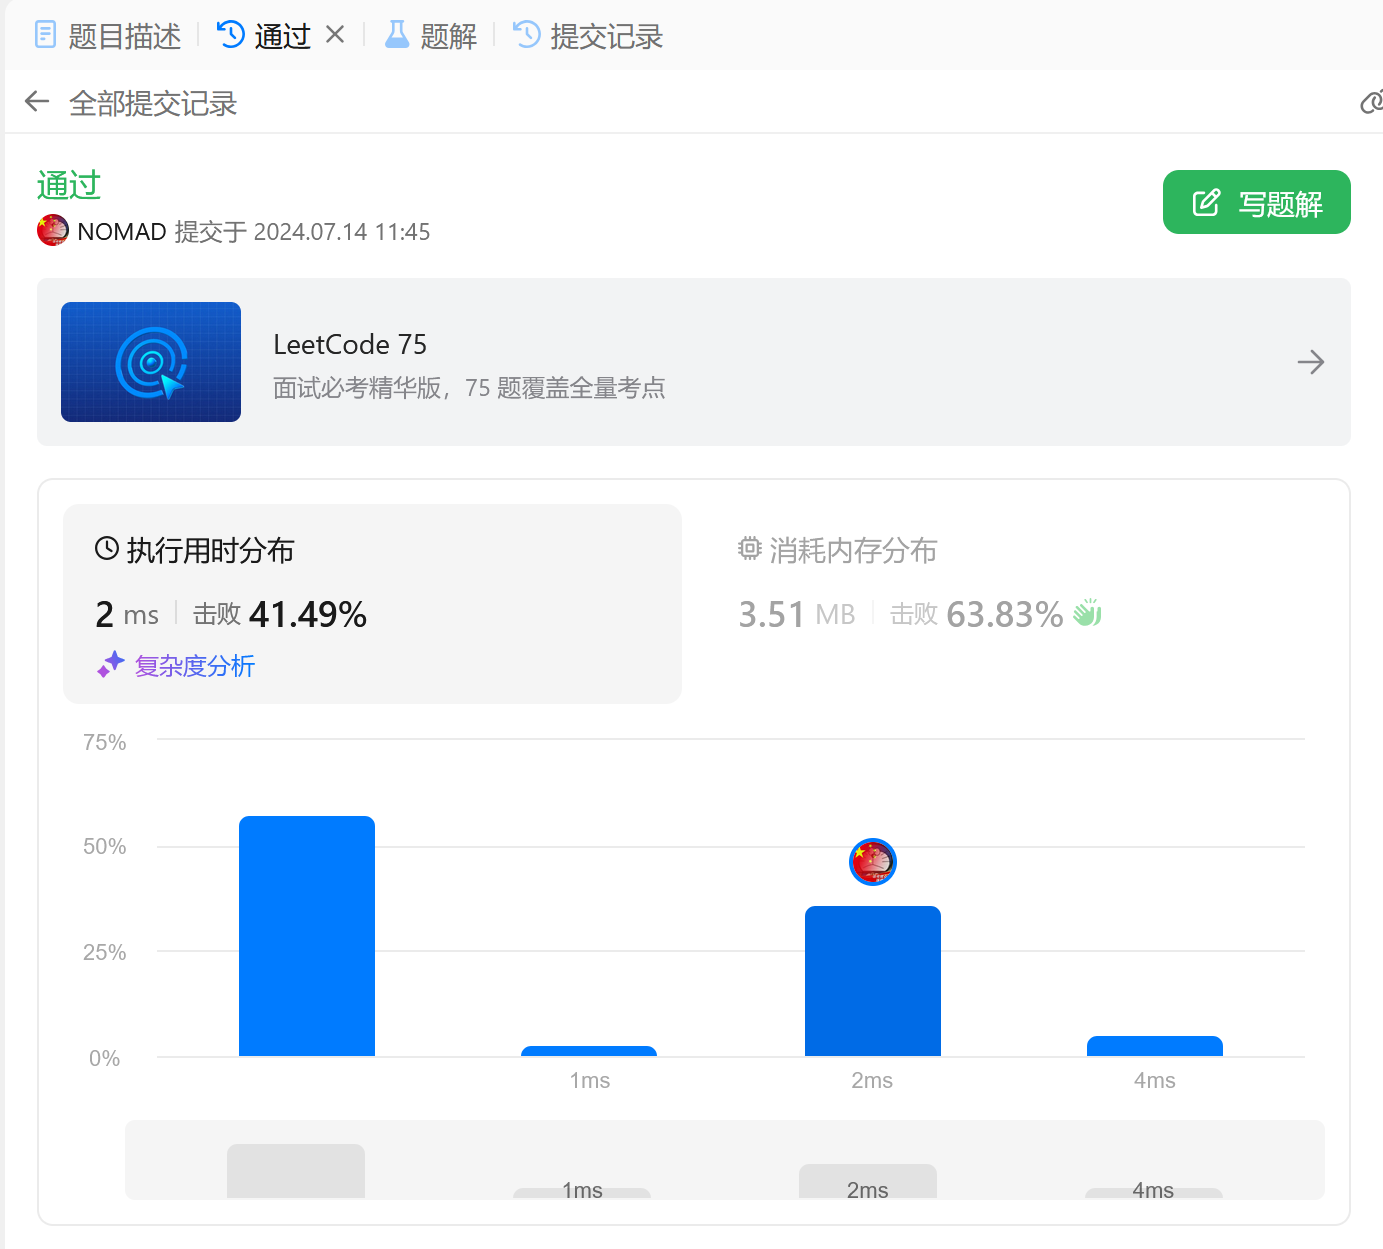 题目描述 通过 题解 提交记录
全部提交记录
通过
NOMAD 提交于 2024.07.14 11:45
写题解
LeetCode 75
面试必考精华版，75 题覆盖全量考点
执行用时分布
2 ms 击败 41.49%
复杂度分析
消耗内存分布
3.51 MB 击败 63.83%
75%
50%
25%
0%
1ms 2ms 4ms
1ms 2ms 4ms